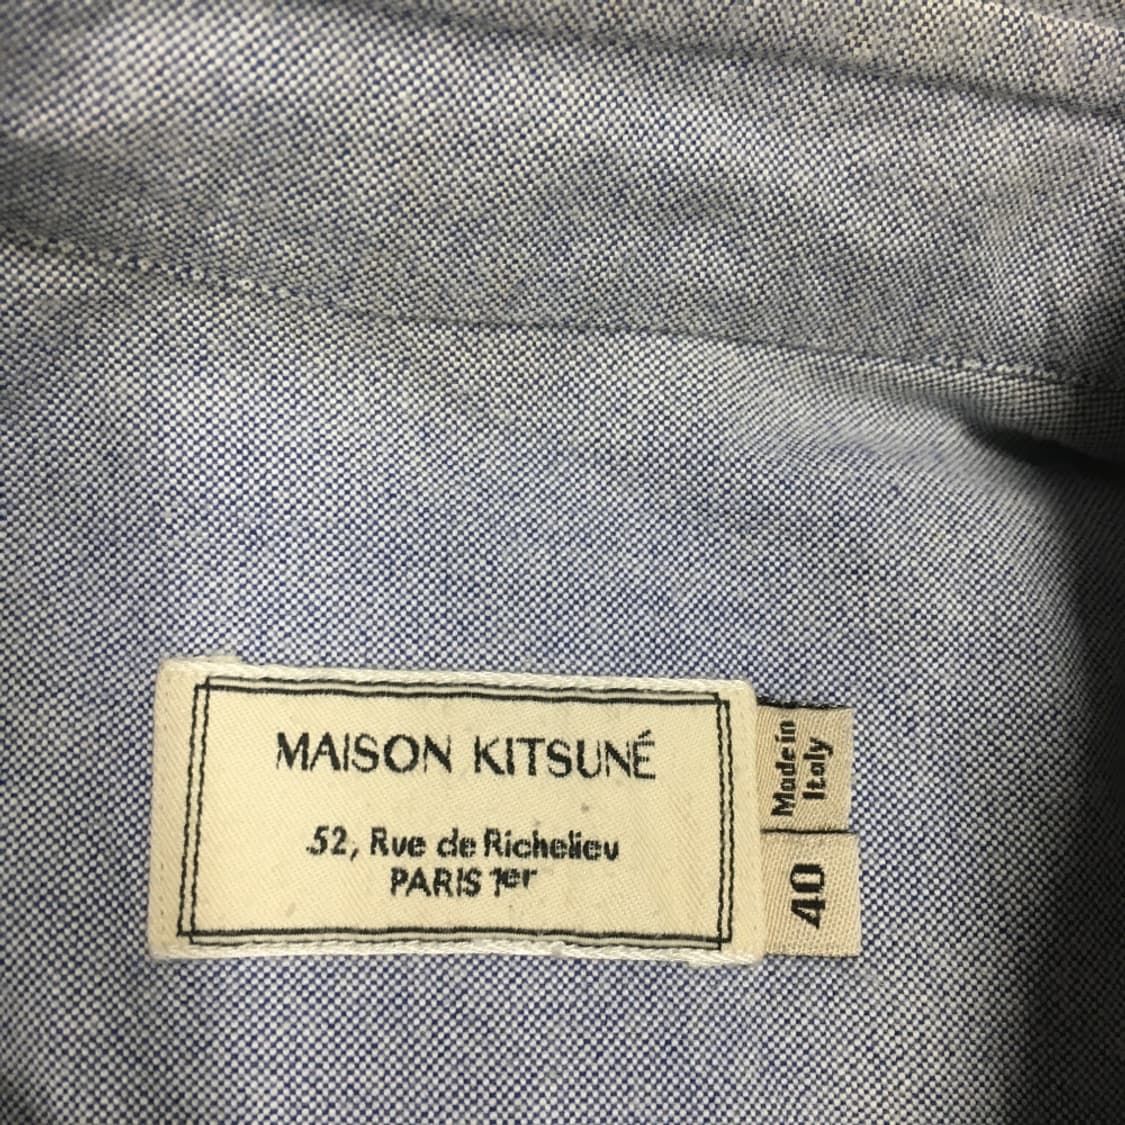 MAISON KITSUNÉ
52, Rue de Richelieu
PARIS 1er
Made in
Italy
40